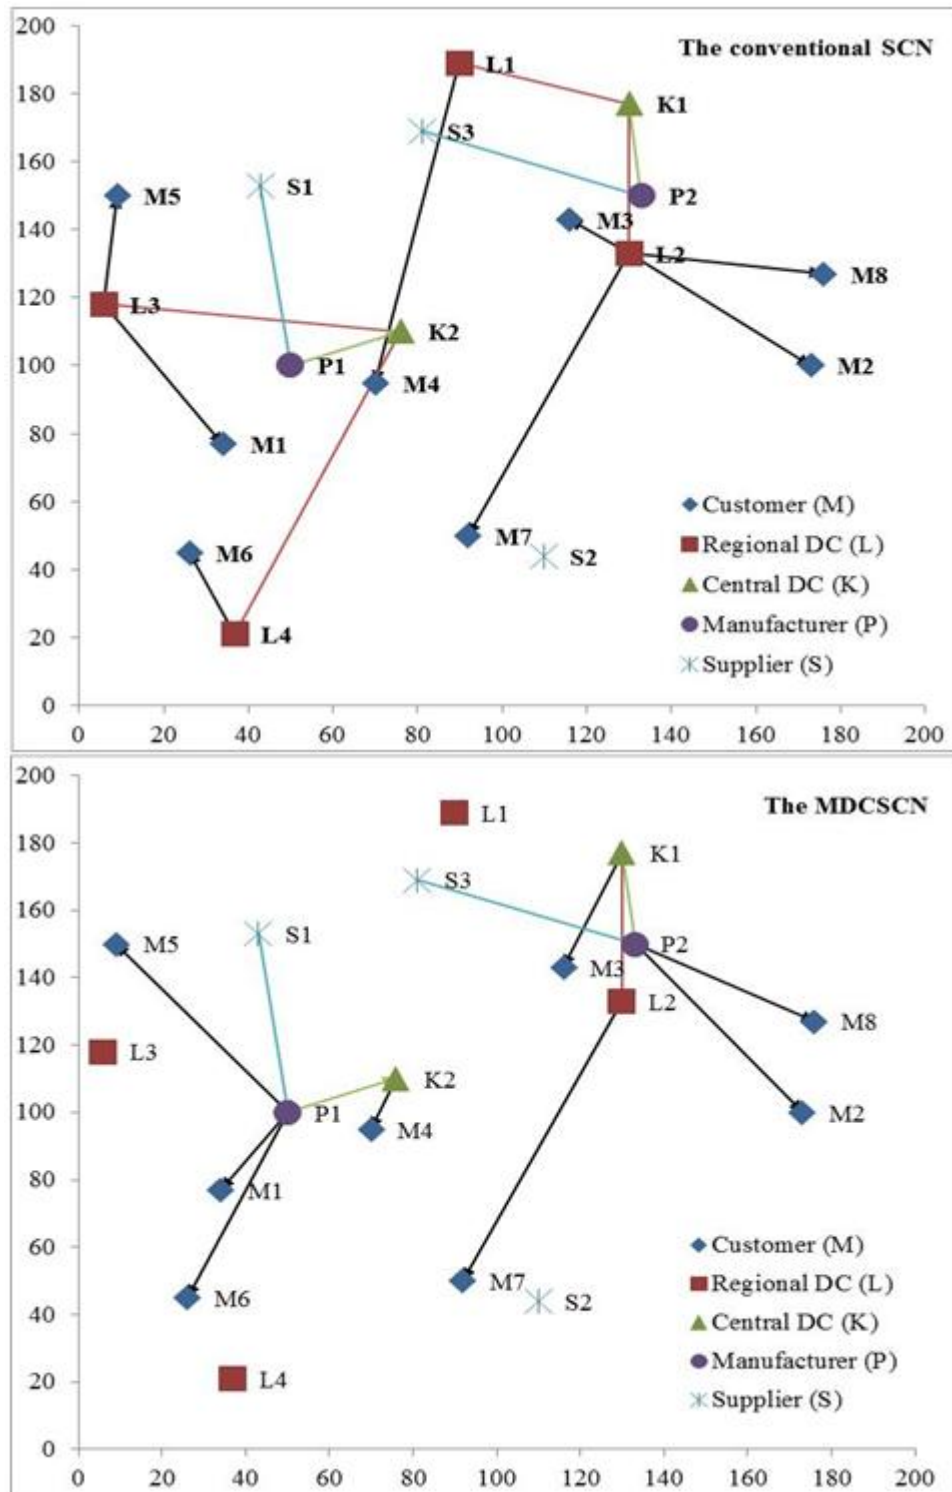 200
The conventional SCN
L1
180
K1
S3
160
S1
M5
P2
140
M3
L2
M8
120
L3
K2
100
P1
M2
M4
80
M1
60
Customer (M)
M7
Regional DC (L)
M6
S2
40
Central DC (K)
20
L4
Manufacturer (P)
Supplier (S)
0
0 20 40 60 80 100 120 140 160 180 200
200
The MDCSCN
L1
180
K1
S3
160
S1
M5
P2
140
M3
L2
M8
120
L3
K2
100
P1
M2
M4
80
M1
60
Customer (M)
M7
Regional DC (L)
M6
S2
40
Central DC (K)
20
L4
Manufacturer (P)
Supplier (S)
0
0 20 40 60 80 100 120 140 160 180 200